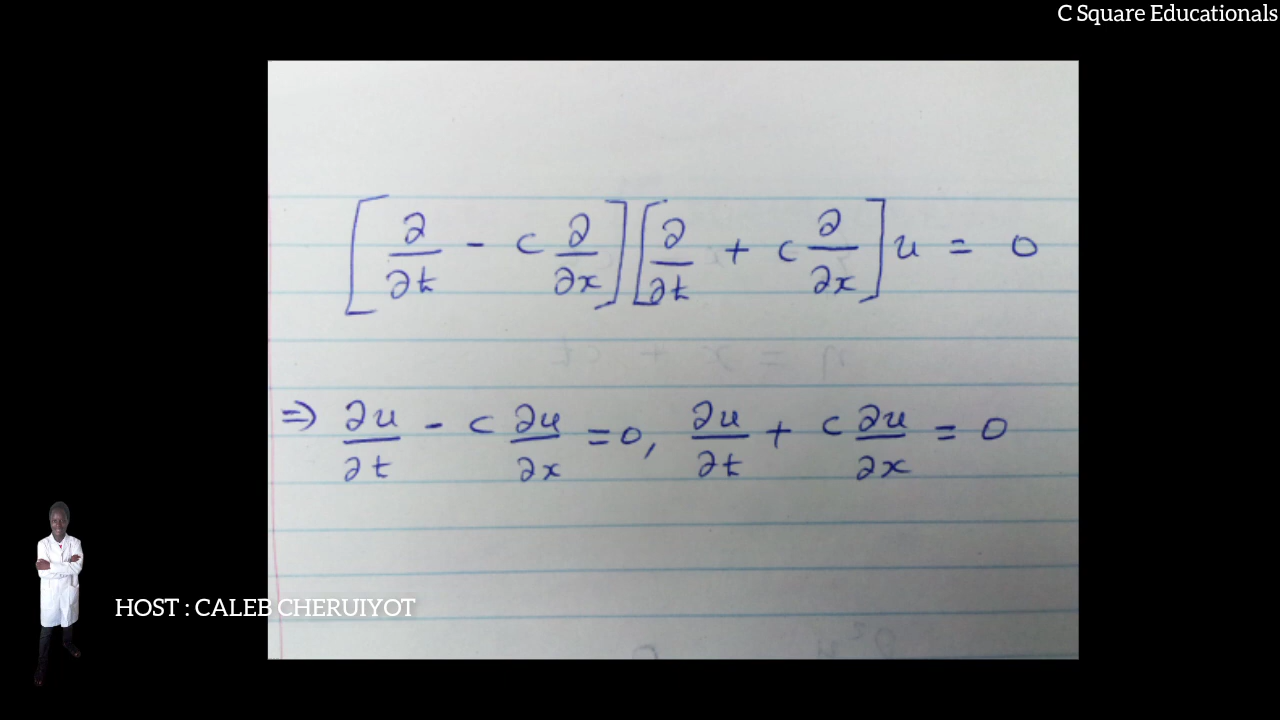 C Square Educationals
[∂/∂t - c ∂/∂x][∂/∂t + c ∂/∂x]u = 0
⇒ ∂u/∂t - c ∂u/∂x = 0, ∂u/∂t + c ∂u/∂x = 0
HOST : CALEB CHERUIYOT